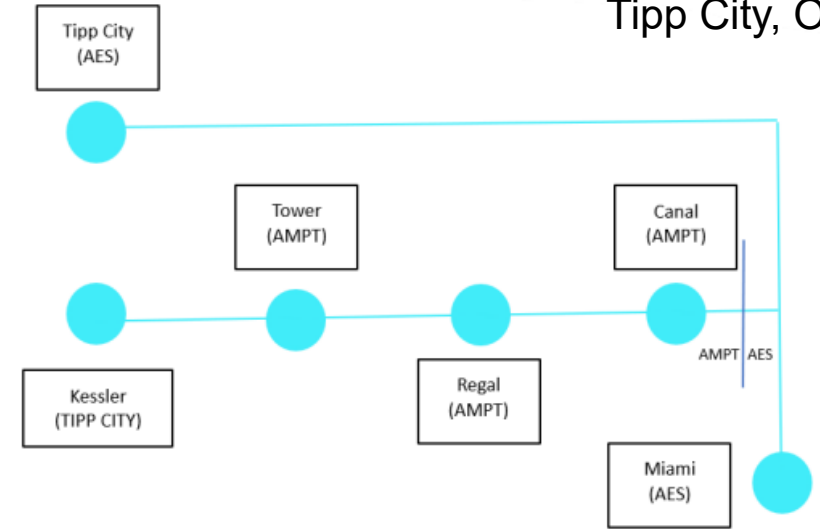 Tipp City, O
Tipp City
(AES)
Tower
(AMPT)
Canal
(AMPT)
AMPT AES
Kessler
(TIPP CITY)
Regal
(AMPT)
Miami
(AES)